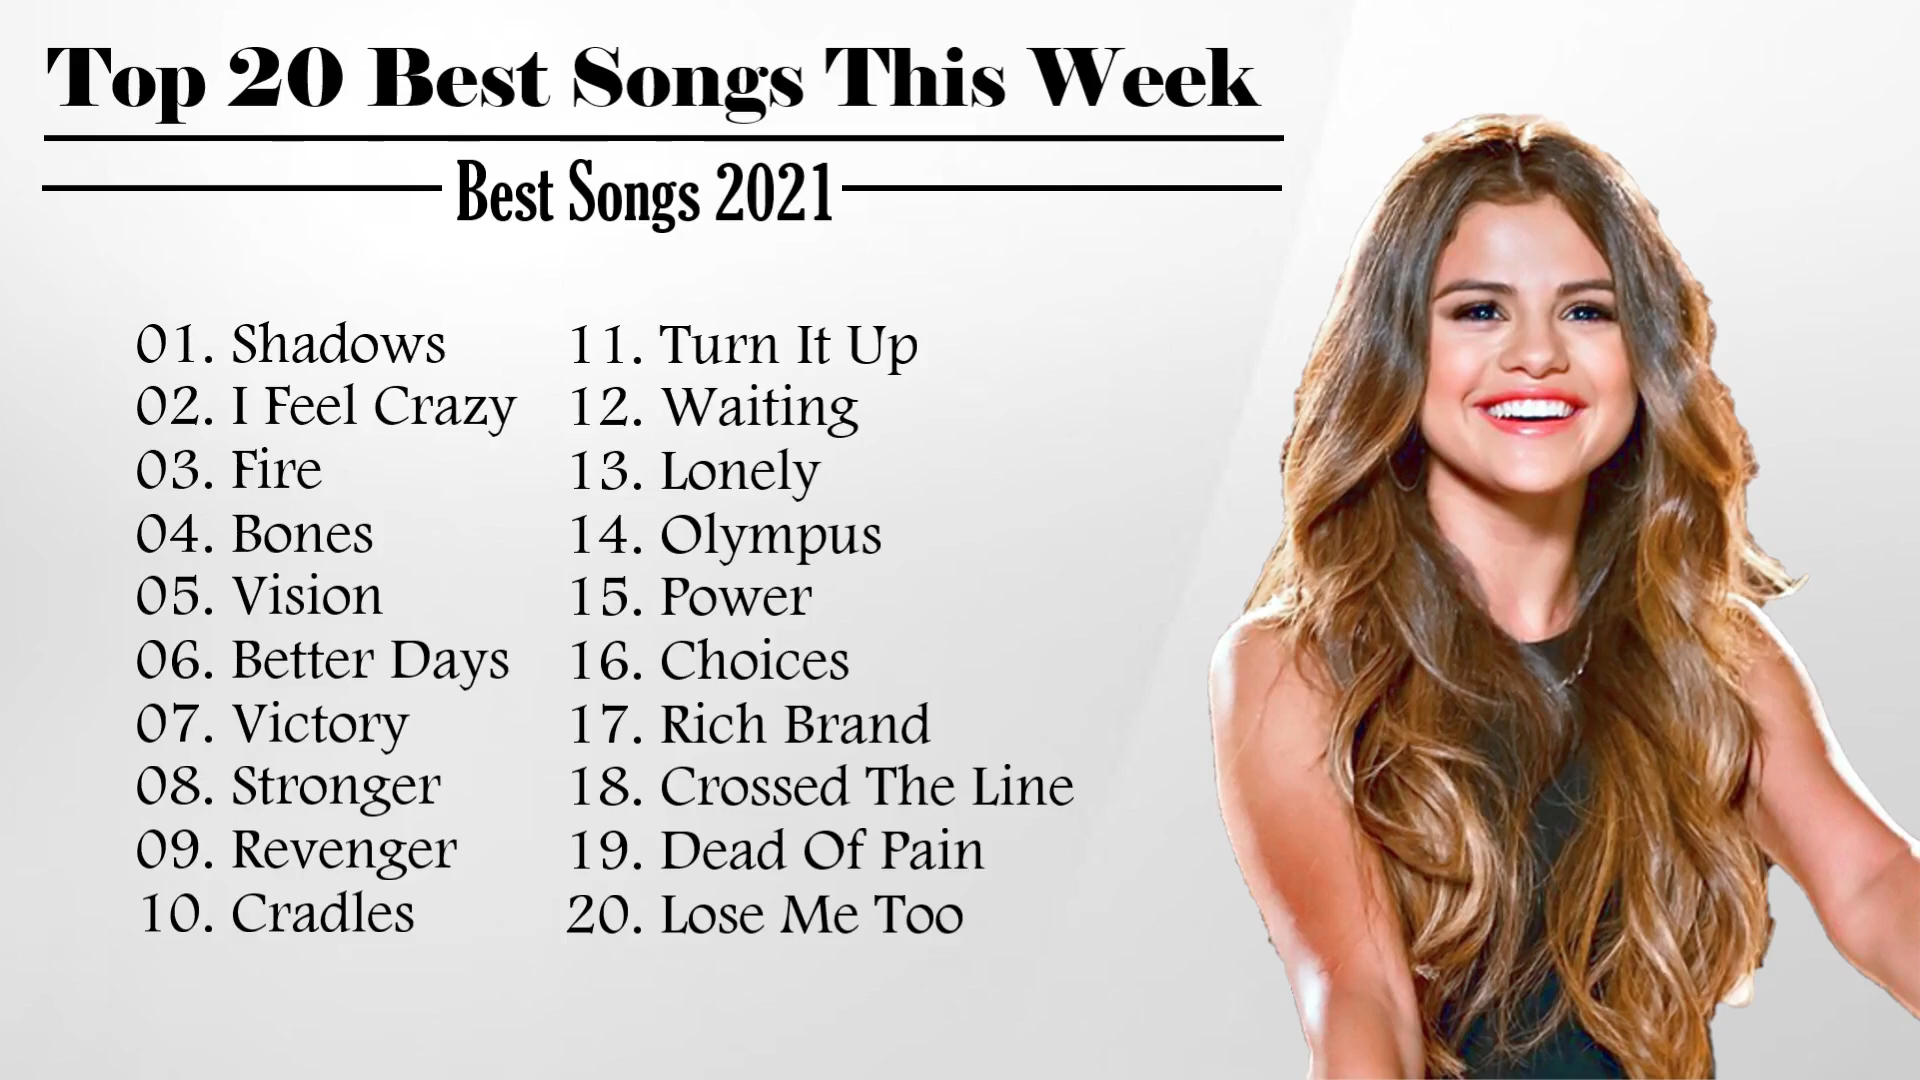 Top 20 Best Songs This Week
Best Songs 2021
01. Shadows
02. I Feel Crazy
03. Fire
04. Bones
05. Vision
06. Better Days
07. Victory
08. Stronger
09. Revenger
10. Cradles
11. Turn It Up
12. Waiting
13. Lonely
14. Olympus
15. Power
16. Choices
17. Rich Brand
18. Crossed The Line
19. Dead Of Pain
20. Lose Me Too